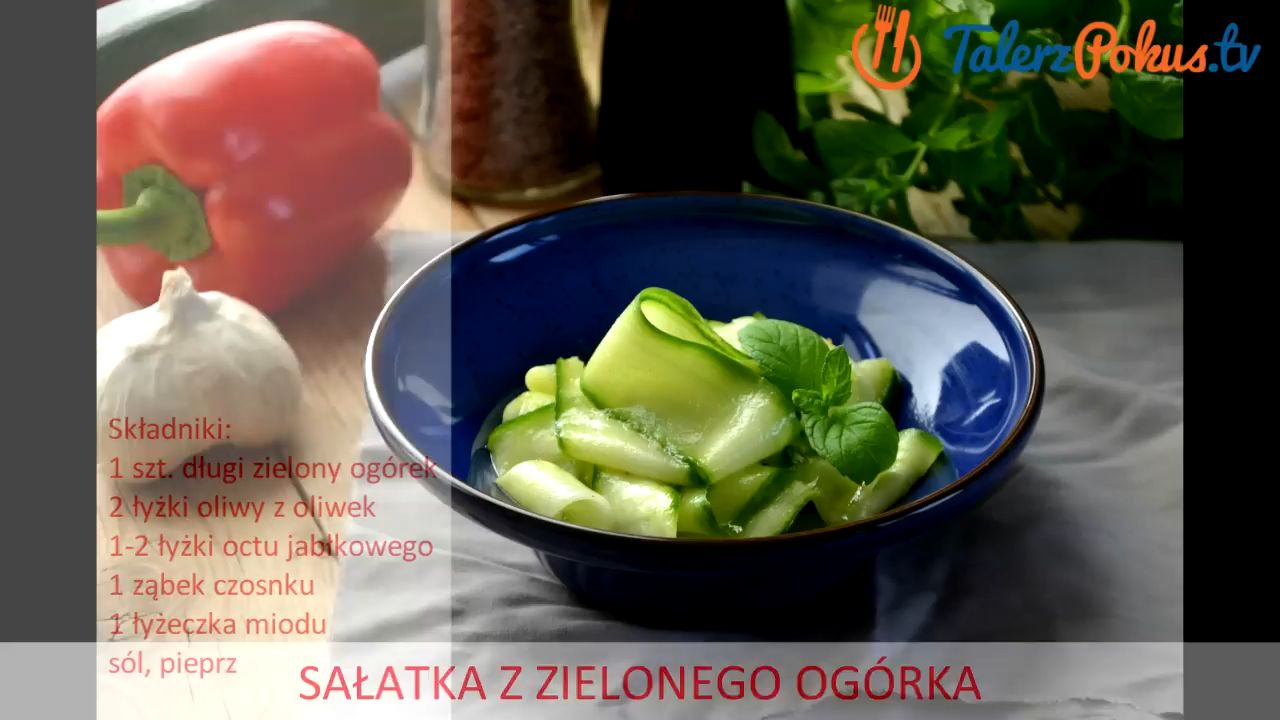 TalerzPokus.tv
Składniki:
1 szt. długi zielony ogórek
2 łyżki oliwy z oliwek
1-2 łyżki octu jabłkowego
1 ząbek czosnku
1 łyżeczka miodu
sól, pieprz
SAŁATKA Z ZIELONEGO OGÓRKA